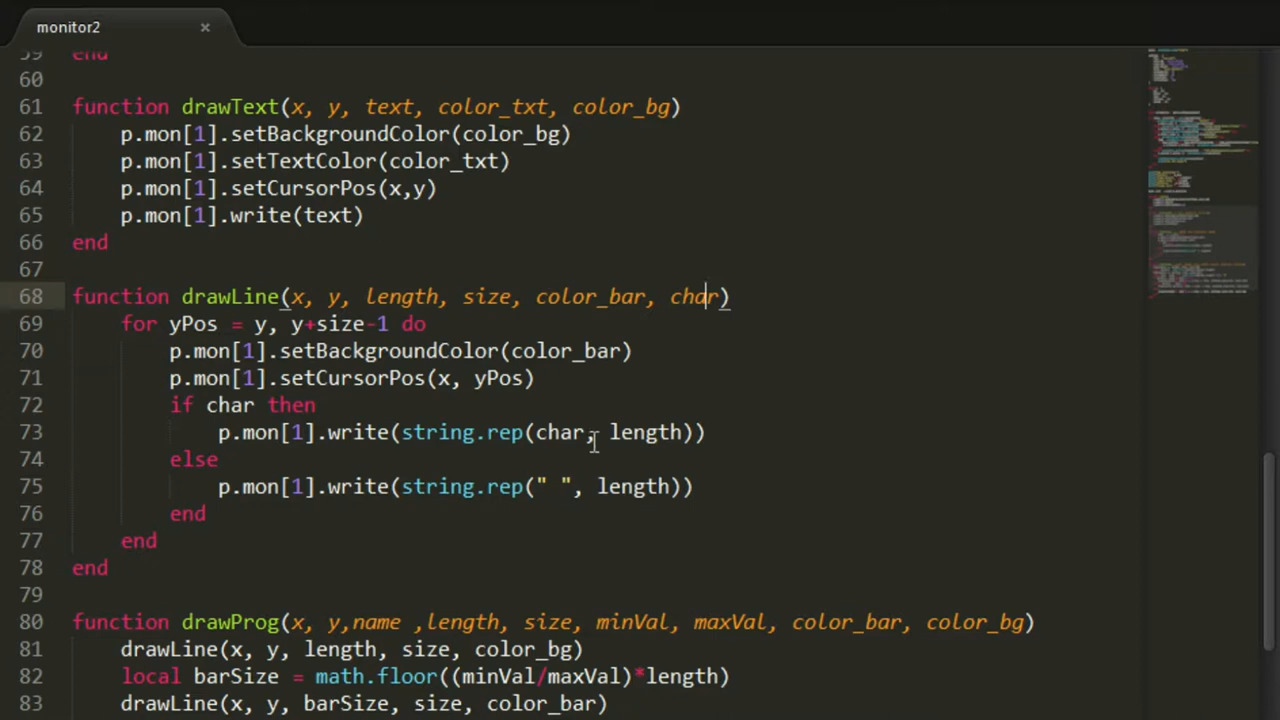 monitor2 ×
59 end
60
61 function drawText(x, y, text, color_txt, color_bg)
62 p.mon[1].setBackgroundColor(color_bg)
63 p.mon[1].setTextColor(color_txt)
64 p.mon[1].setCursorPos(x,y)
65 p.mon[1].write(text)
66 end
67
68 function drawLine(x, y, length, size, color_bar, char)
69 for yPos = y, y+size-1 do
70 p.mon[1].setBackgroundColor(color_bar)
71 p.mon[1].setCursorPos(x, yPos)
72 if char then
73 p.mon[1].write(string.rep(char, length))
74 else
75 p.mon[1].write(string.rep(" ", length))
76 end
77 end
78 end
79
80 function drawProg(x, y,name ,length, size, minVal, maxVal, color_bar, color_bg)
81 drawLine(x, y, length, size, color_bg)
82 local barSize = math.floor((minVal/maxVal)*length)
83 drawLine(x, y, barSize, size, color_bar)